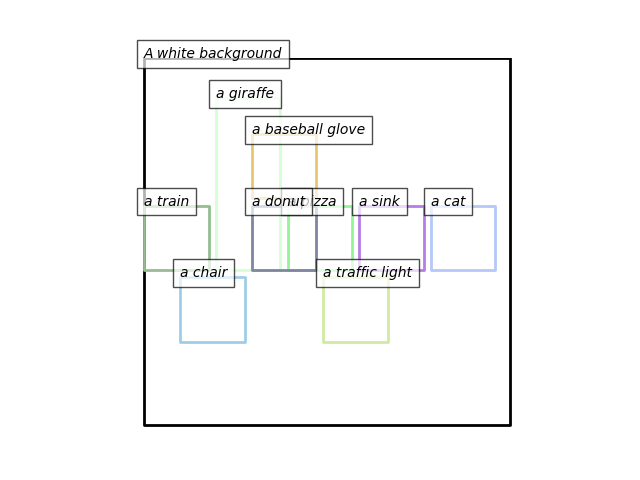 A white background
a giraffe
a baseball glove
a train
a donut
pizza
a sink
a cat
a chair
a traffic light